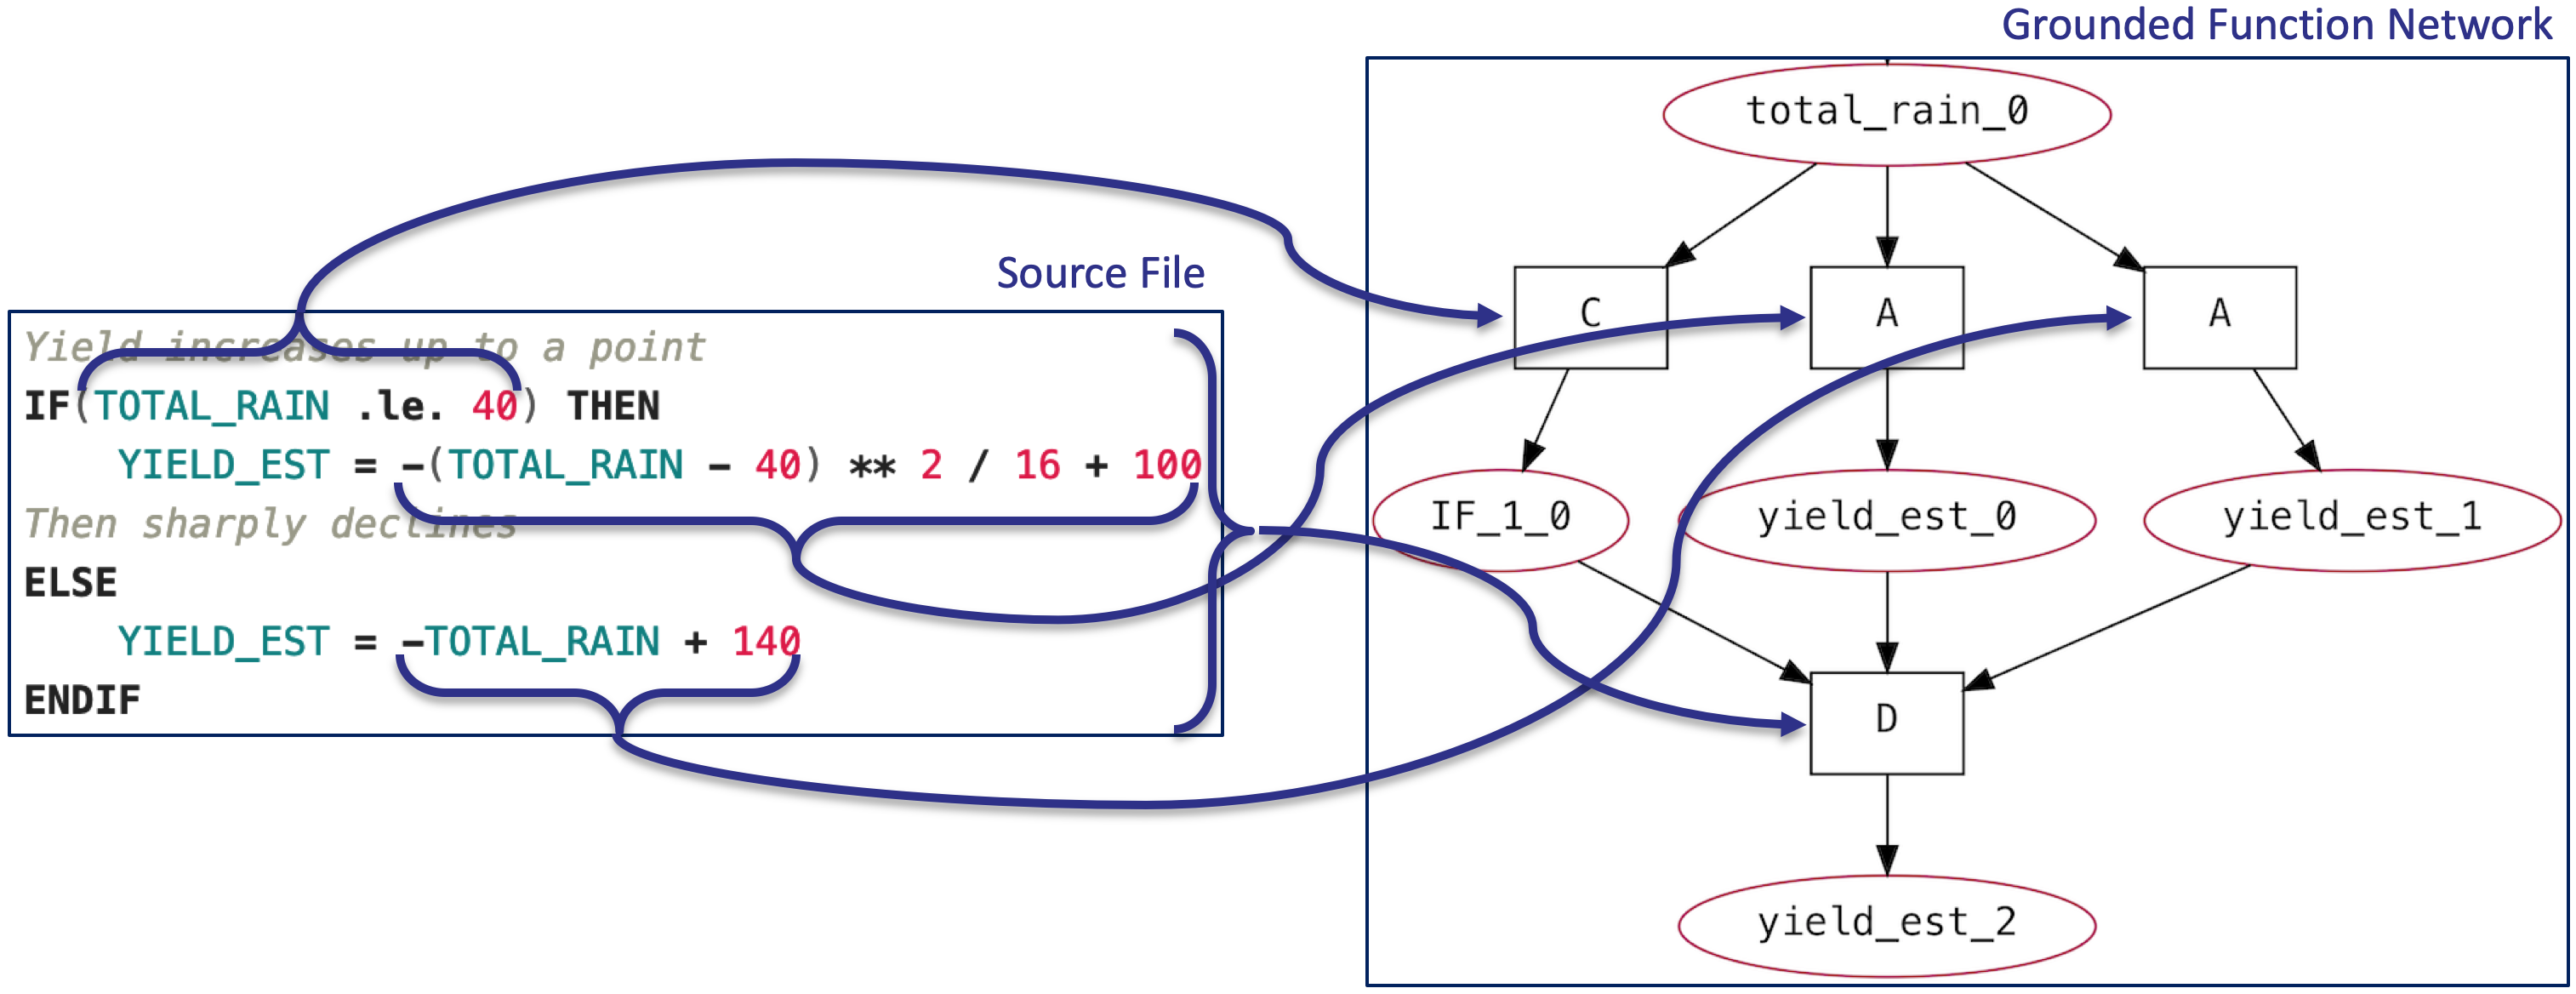 Grounded Function Network
Source File
Yield increases up to a point
IF(TOTAL_RAIN .le. 40) THEN
YIELD_EST = -(TOTAL_RAIN - 40) ** 2 / 16 + 100
Then sharply declines
ELSE
YIELD_EST = -TOTAL_RAIN + 140
ENDIF
total_rain_0
C A A
IF_1_0 yield_est_0 yield_est_1
D
yield_est_2